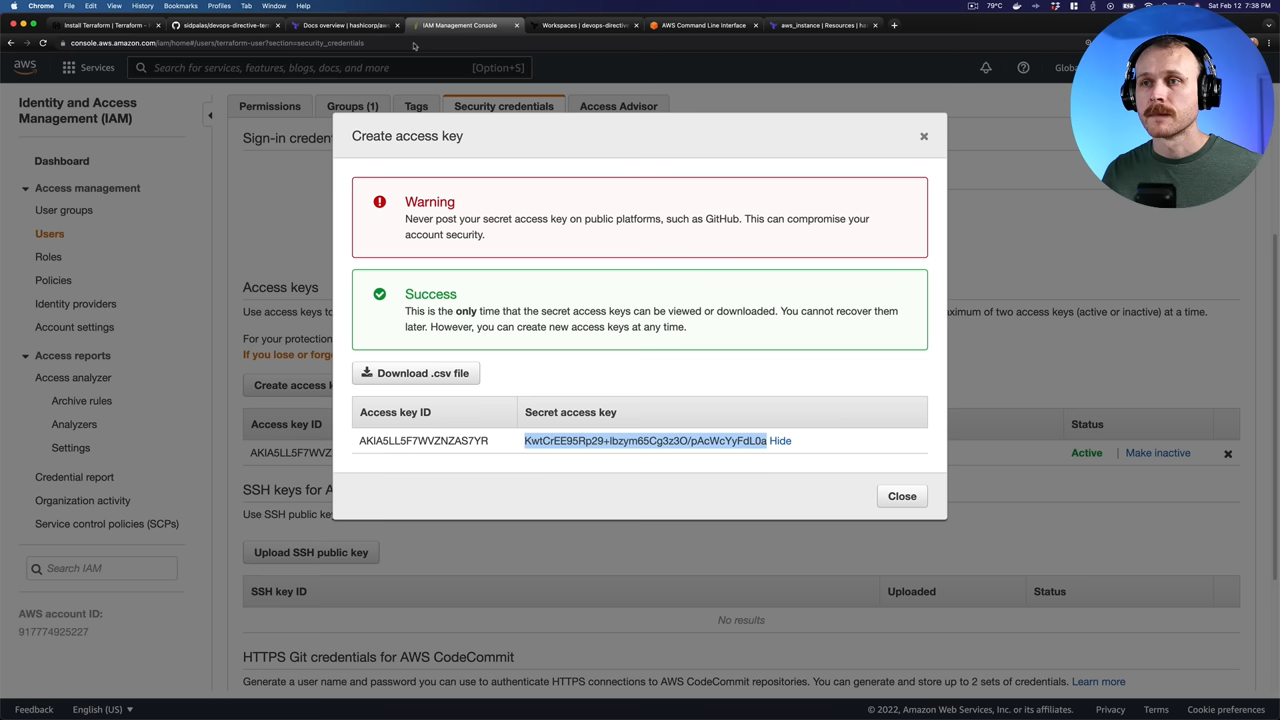 Chrome File Edit View History Bookmarks Profiles Tab Window Help
79°C Sat Feb 12 7:38 PM
Install Terraform – Terraform
sidpalas/devops-directive-ter
Docs overview | hashicorp/aws
IAM Management Console
Workspaces | devops-directive
AWS Command Line Interface
aws_instance | Resources | ha
console.aws.amazon.com/iam/home#/users/terraform-user?section=security_credentials
aws Services Search for services, features, blogs, docs, and more [Option+S]
Identity and Access
Management (IAM)
Dashboard
Access management
User groups
Users
Roles
Policies
Identity providers
Account settings
Access reports
Access analyzer
Archive rules
Analyzers
Settings
Credential report
Organization activity
Service control policies (SCPs)
Search IAM
AWS account ID:
917774925227
Permissions Groups (1) Tags Security credentials Access Advisor
Create access key
Warning
Never post your secret access key on public platforms, such as GitHub. This can compromise your
account security.
Success
This is the only time that the secret access keys can be viewed or downloaded. You cannot recover them
later. However, you can create new access keys at any time.
Download .csv file
Access key ID Secret access key
AKIA5LL5F7WVZNZAS7YR KwtCrEE95Rp29+lbzym65Cg3z3O/pAcWcYyFdL0a Hide
Close
Access keys
Use access keys to
aximum of two access keys (active or inactive) at a time.
For your protection
If you lose or forg
Create access k
Access key ID Status
AKIA5LL5F7WVZ Active Make inactive
SSH keys for A
Use SSH public key
Upload SSH public key
SSH key ID Uploaded Status
No results
HTTPS Git credentials for AWS CodeCommit
Generate a user name and password you can use to authenticate HTTPS connections to AWS CodeCommit repositories. You can generate and store up to 2 sets of credentials. Learn more
Feedback English (US) © 2022, Amazon Web Services, Inc. or its affiliates. Privacy Terms Cookie preferences